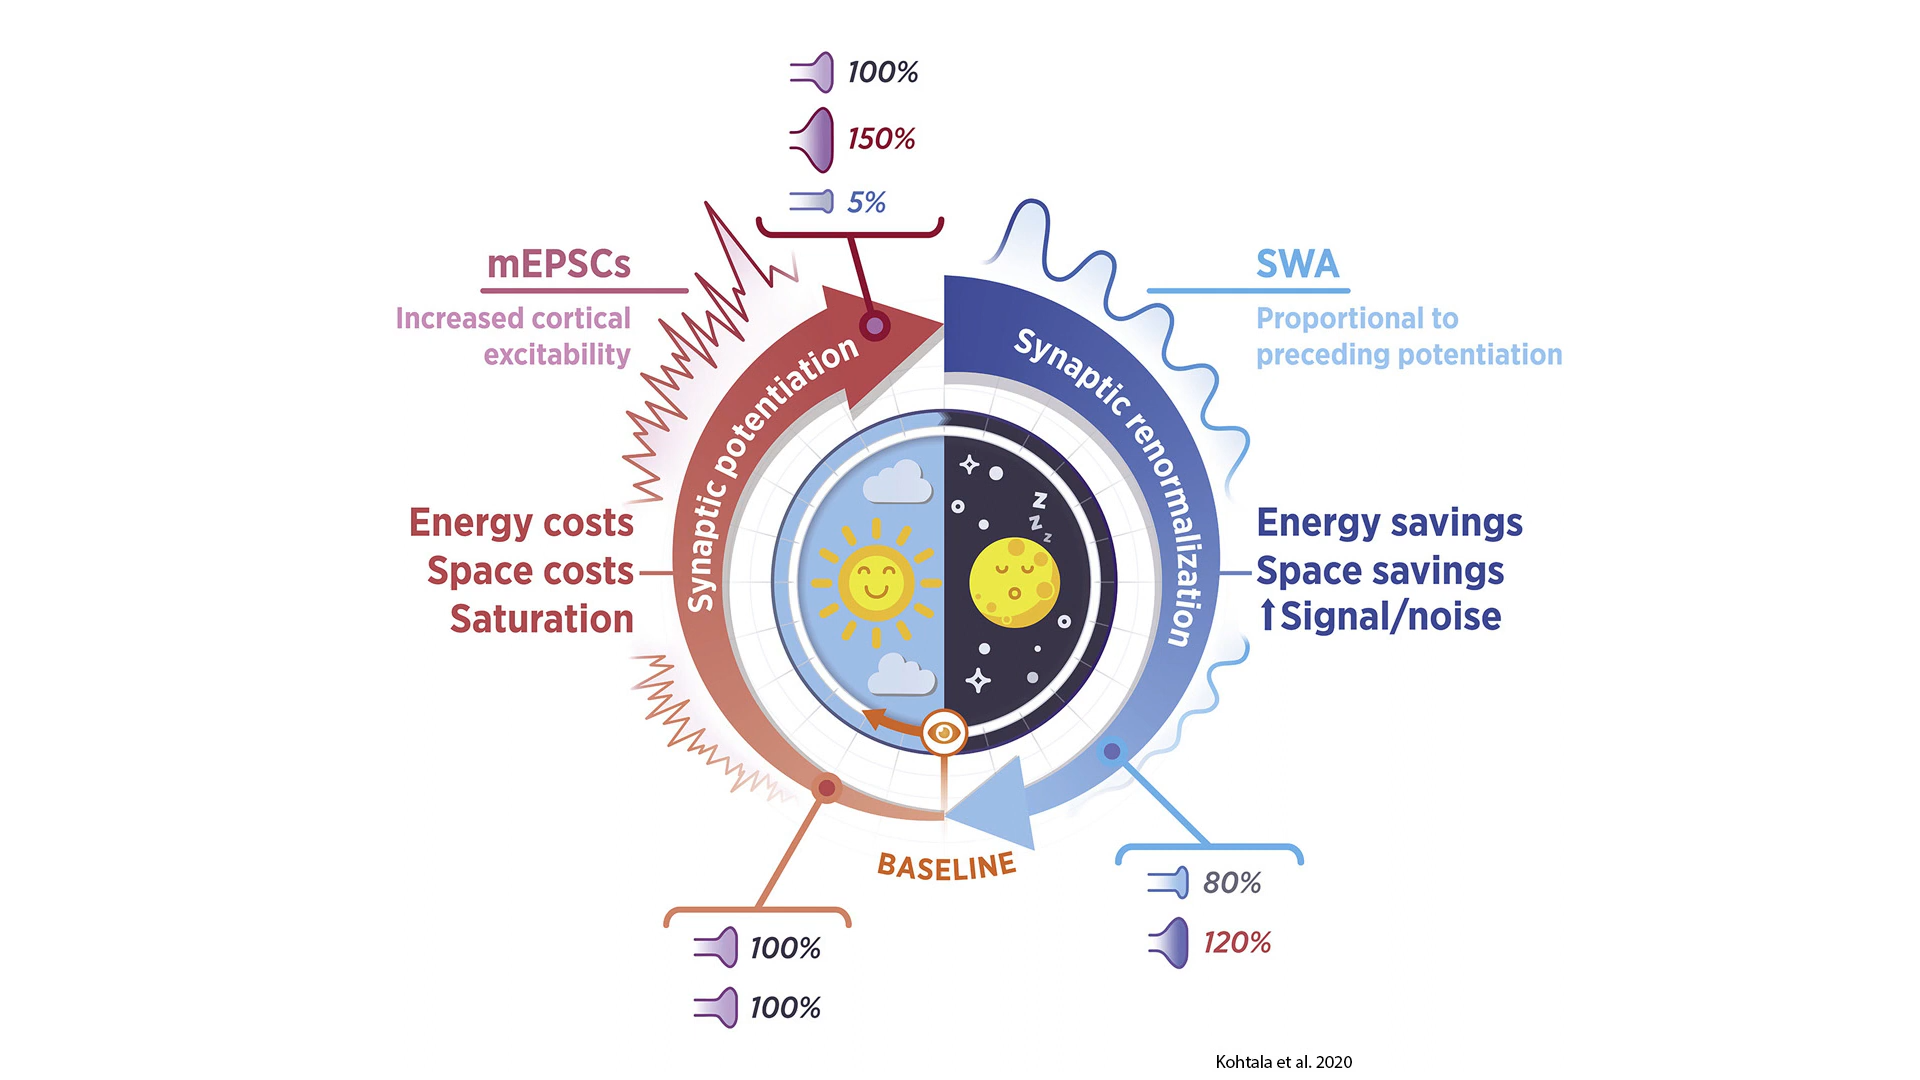 100%
150%
5%
mEPSCs
Increased cortical
excitability
SWA
Proportional to
preceding potentiation
Synaptic potentiation
Synaptic renormalization
Energy costs
Space costs
Saturation
Energy savings
Space savings
↑Signal/noise
z
z
z
BASELINE
100%
100%
80%
120%
Kohtala et al. 2020